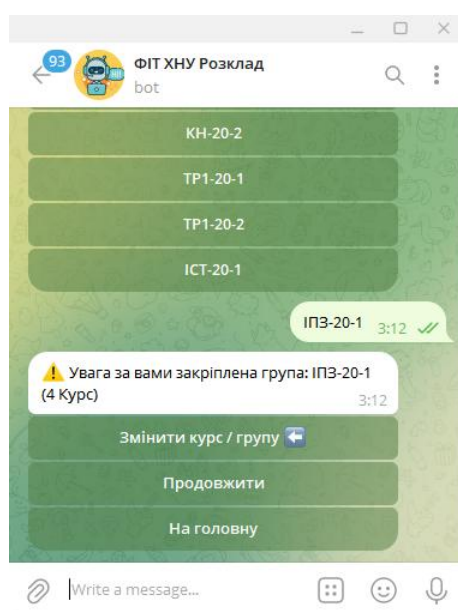 93
ФІТ ХНУ Розклад
bot
КН-20-2
ТР1-20-1
ТР1-20-2
ІСТ-20-1
ІПЗ-20-1 3:12
⚠️ Увага за вами закріплена група: ІПЗ-20-1
(4 Курс) 3:12
Змінити курс / групу ⬅️
Продовжити
На головну
Write a message...